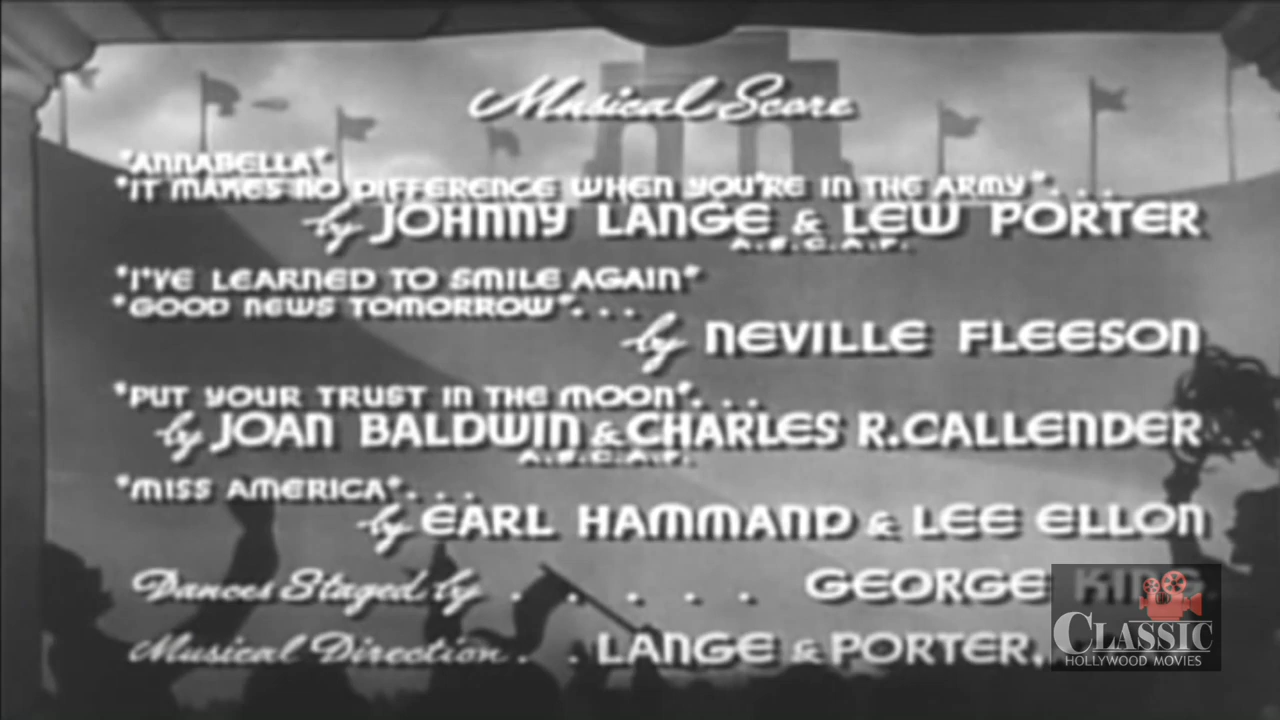 Musical Score
"ANNABELLA"
"IT MAKES NO DIFFERENCE WHEN YOU'RE IN THE ARMY"...
by JOHNNY LANGE & LEW PORTER
A.S.C.A.P.
"I'VE LEARNED TO SMILE AGAIN"
"GOOD NEWS TOMORROW"...
by NEVILLE FLEESON
"PUT YOUR TRUST IN THE MOON"...
by JOAN BALDWIN & CHARLES R. CALLENDER
A.S.C.A.P.
"MISS AMERICA"...
by EARL HAMMAND & LEE ELLON
Dances Staged by . . . . . GEORGE KING.
Musical Direction . . LANGE & PORTER.
CLASSIC
HOLLYWOOD MOVIES